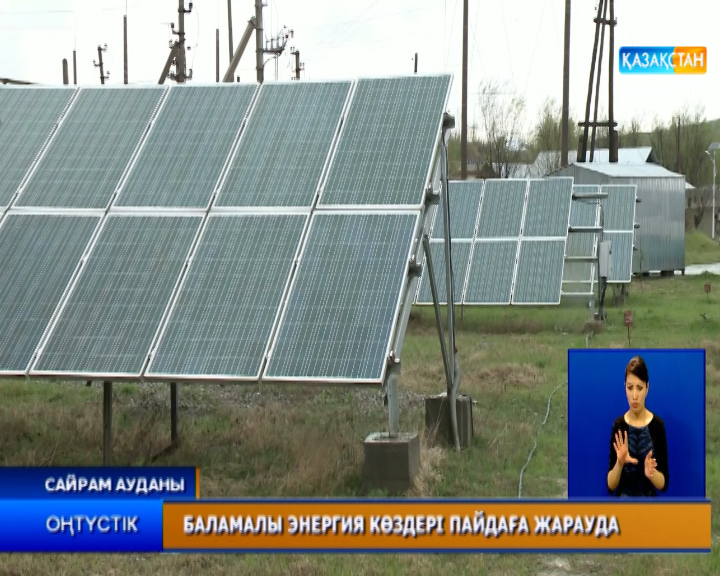 ҚАЗАҚСТАН
САЙРАМ АУДАНЫ
ОҢТҮСТІК
БАЛАМАЛЫ ЭНЕРГИЯ КӨЗДЕРІ ПАЙДАҒА ЖАРАУДА